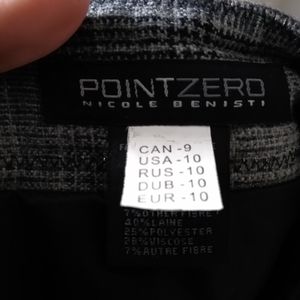 POINTZERO
NICOLE BENISTI
CAN-9
USA-10
RUS-10
DUB-10
EUR-10
7% OTHER FIBRE
40% LAINE
25% POLYESTER
28% VISCOSE
7% AUTRE FIBRE